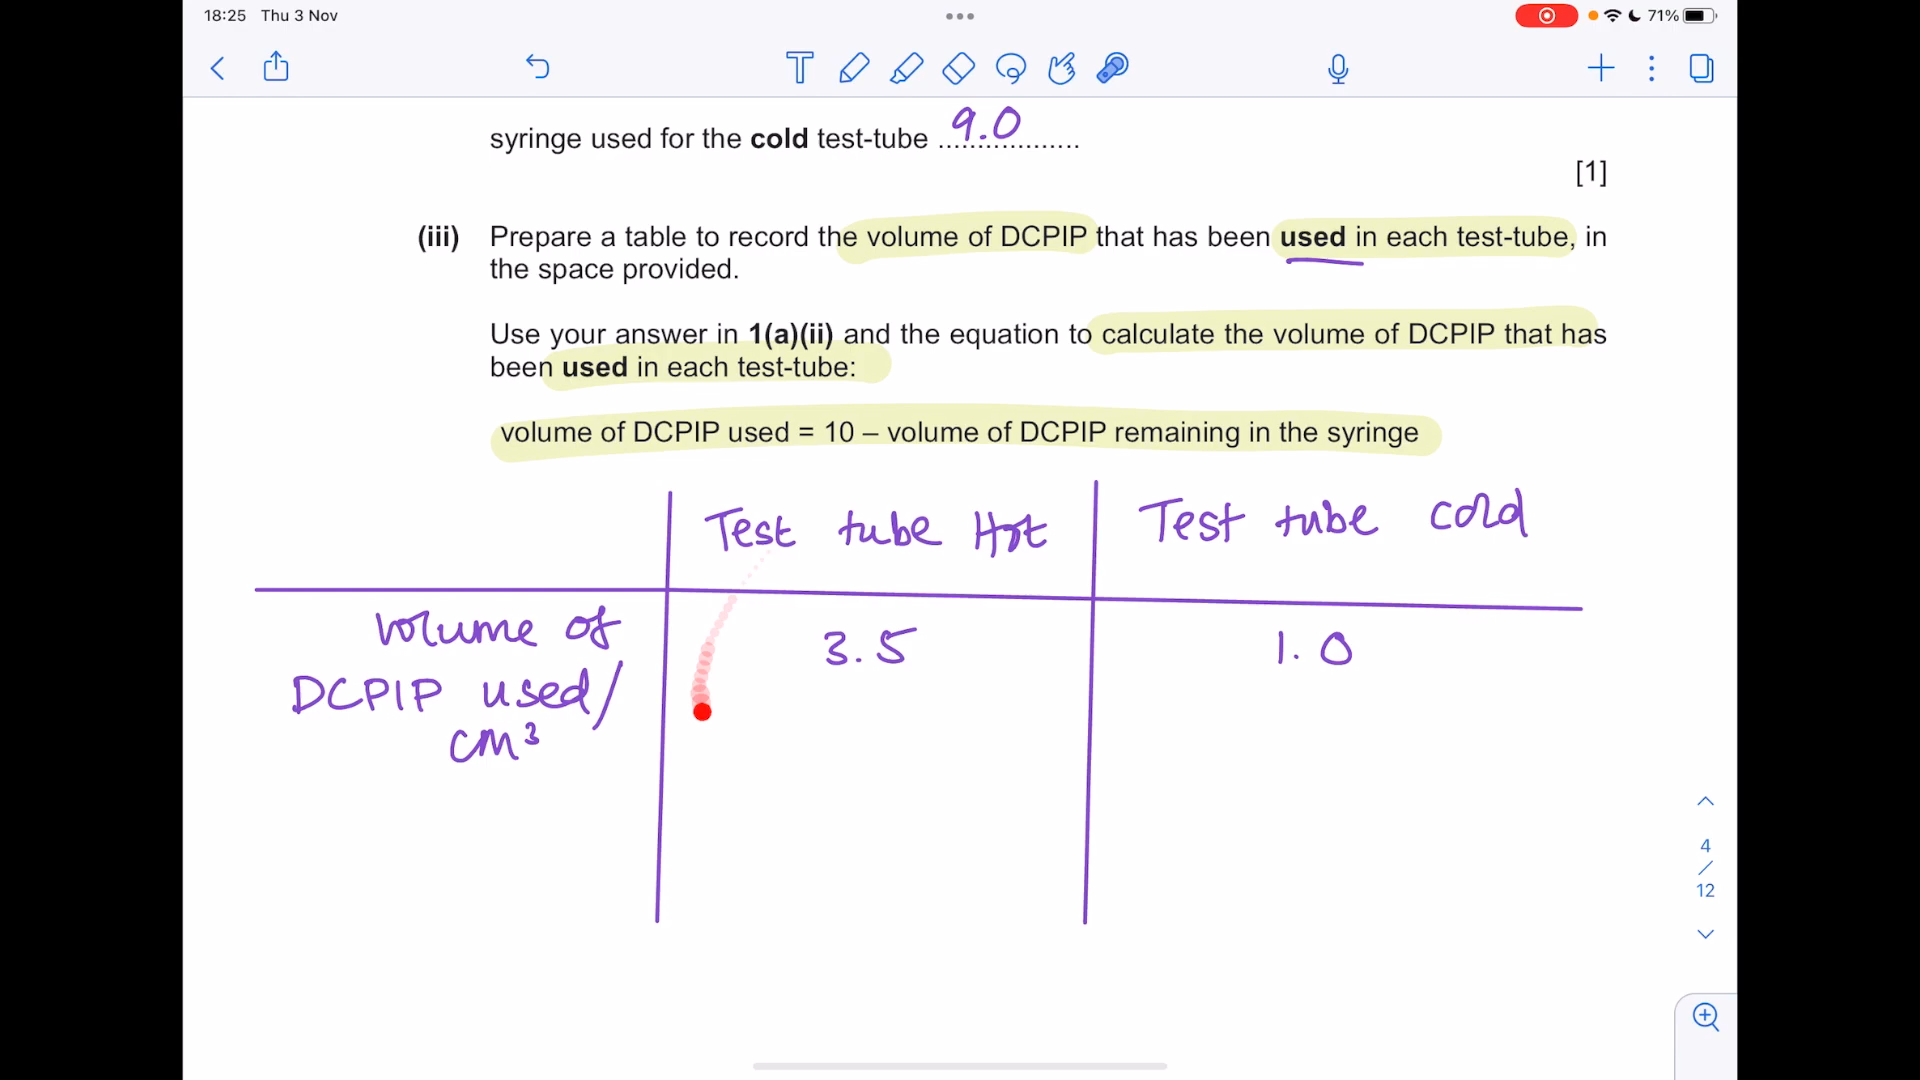 18:25 Thu 3 Nov
71%
syringe used for the cold test-tube ..................
9.0
[1]
(iii) Prepare a table to record the volume of DCPIP that has been used in each test-tube, in
the space provided.
Use your answer in 1(a)(ii) and the equation to calculate the volume of DCPIP that has
been used in each test-tube:
volume of DCPIP used = 10 – volume of DCPIP remaining in the syringe
Test tube Hot
Test tube cold
Volume of
DCPIP used/
cm³
3.5
1.0
4
/
12